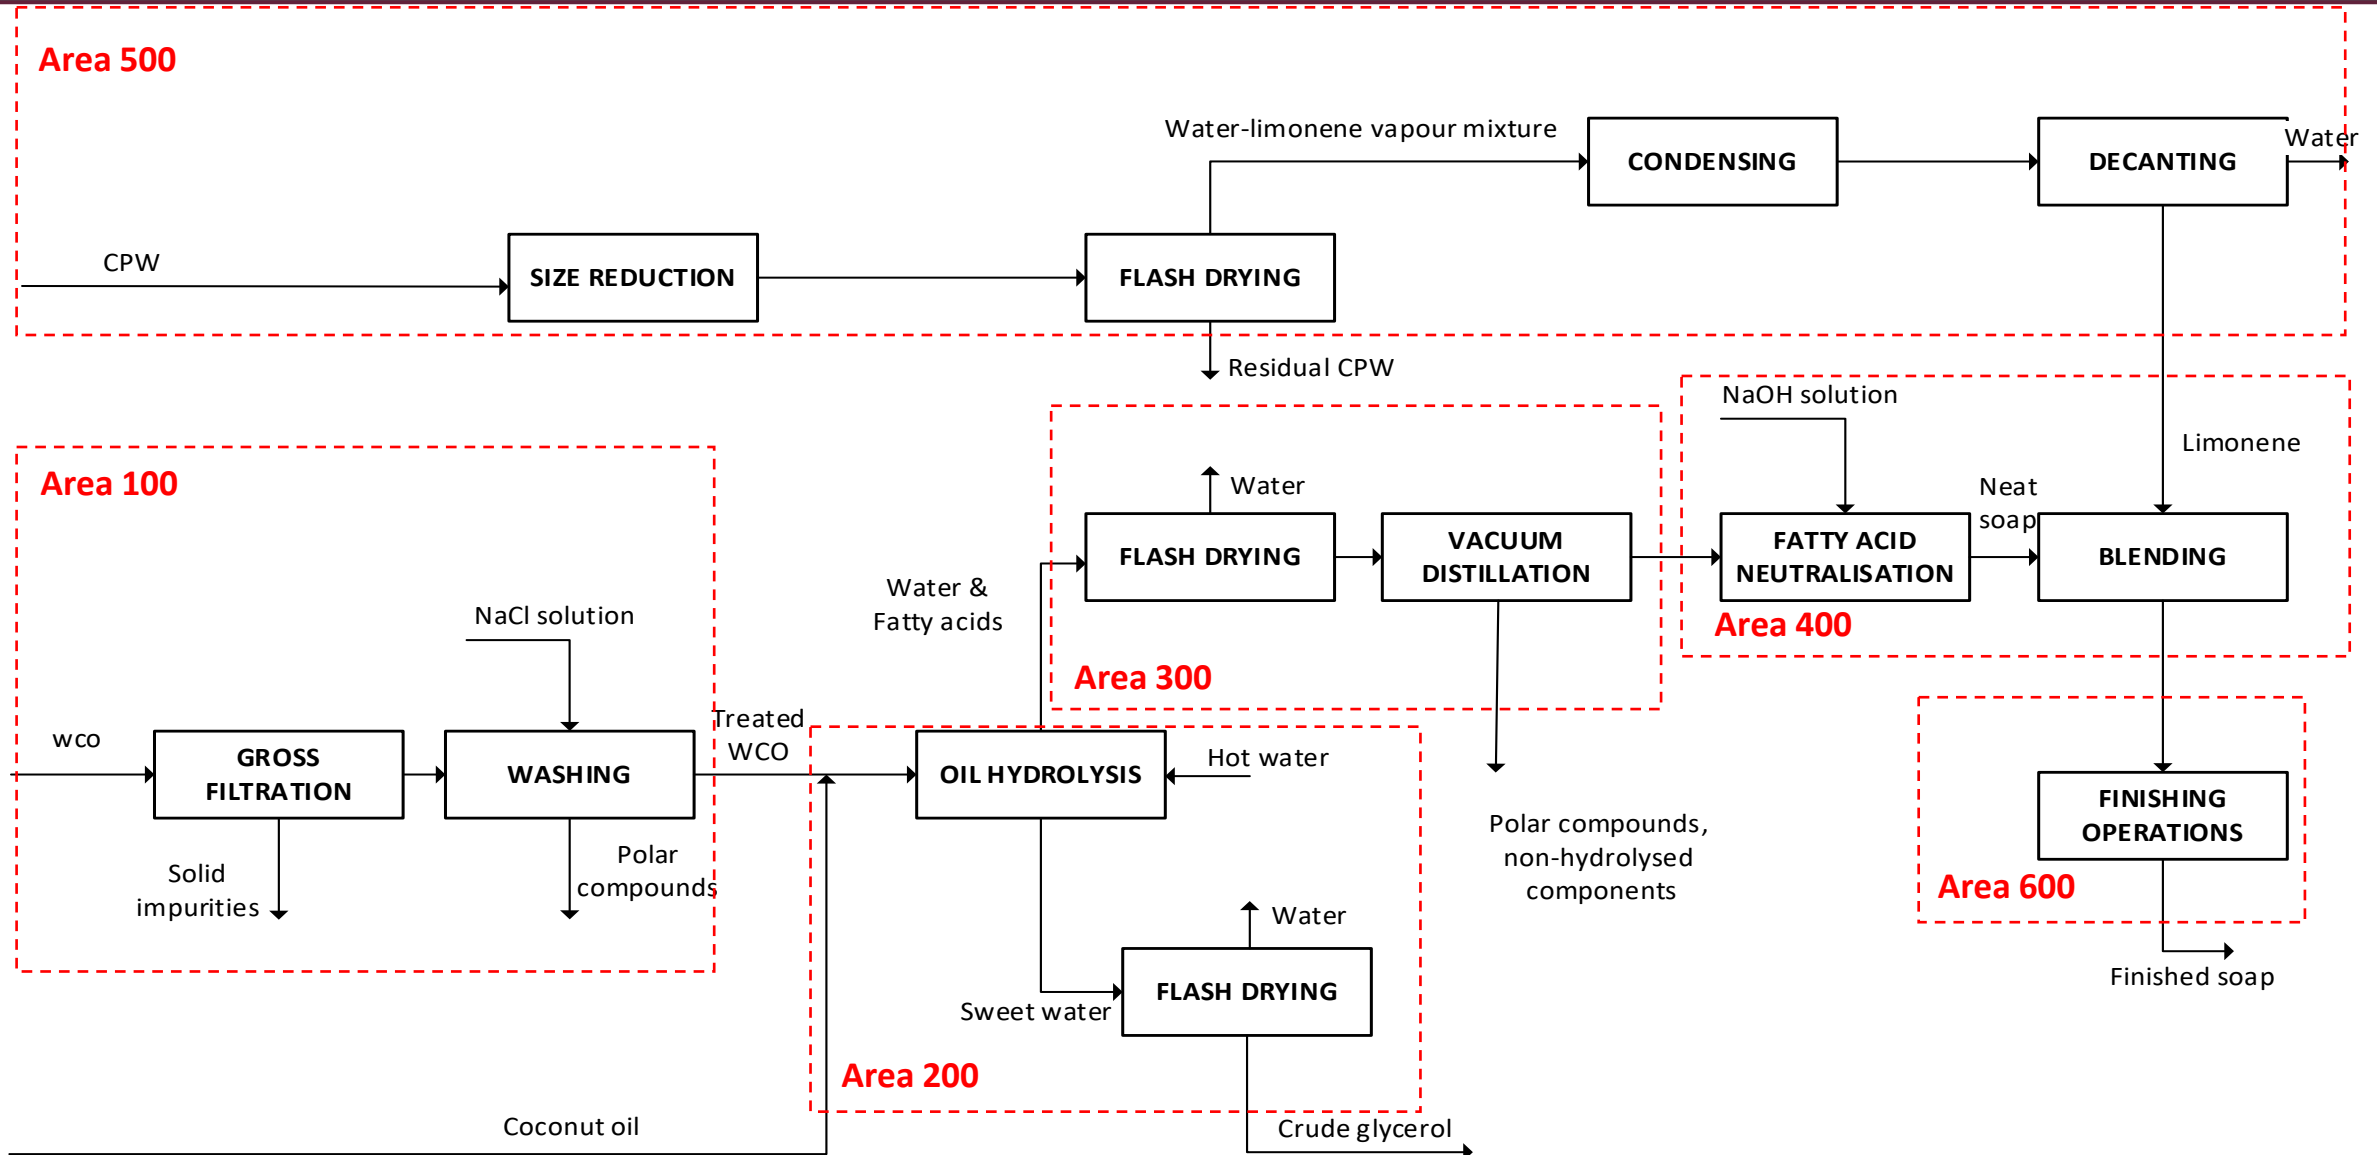 Area 500
Water-limonene vapour mixture
CONDENSING
DECANTING
Water
CPW
SIZE REDUCTION
FLASH DRYING
Residual CPW
NaOH solution
Limonene
Area 100
Water
Neat
soap
FLASH DRYING
VACUUM
DISTILLATION
FATTY ACID
NEUTRALISATION
BLENDING
Water &
Fatty acids
NaCl solution
Area 400
Area 300
Treated
WCO
wco
GROSS
FILTRATION
WASHING
OIL HYDROLYSIS
Hot water
FINISHING
OPERATIONS
Polar compounds,
non-hydrolysed
components
Solid
impurities
Polar
compounds
Area 600
Water
FLASH DRYING
Sweet water
Finished soap
Area 200
Coconut oil
Crude glycerol